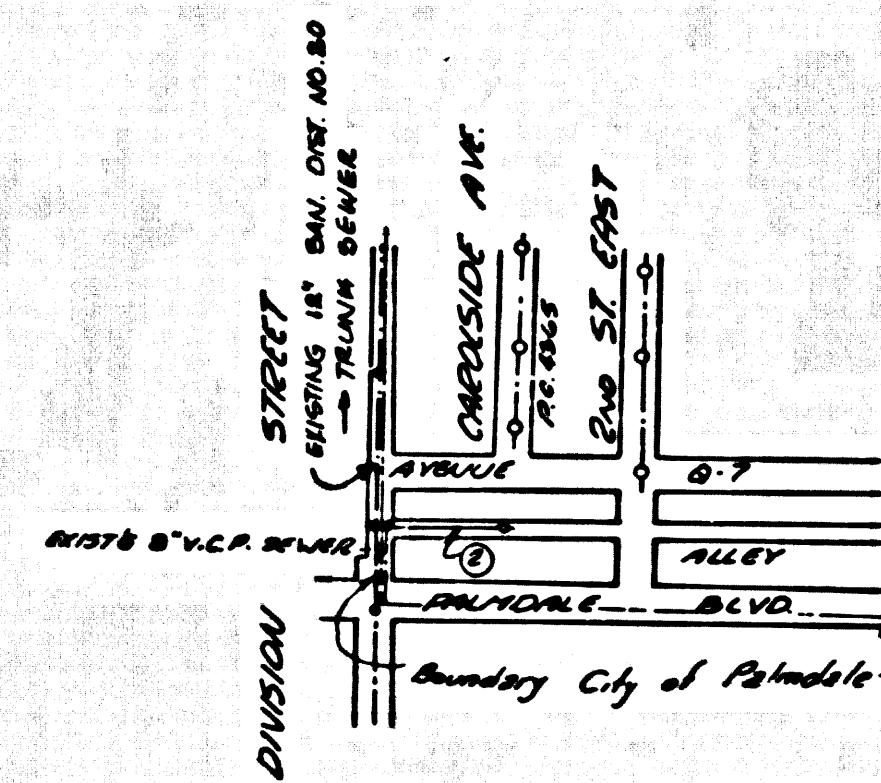 STREET
EXISTING 12" SAN. DIST. NO. 20
TRUNK SEWER
CAROLSIDE AVE.
P.C. 4365
2ND ST. EAST
AVENUE Q-7
EXIST'G 8" V.C.P. SEWER
2
ALLEY
PALMDALE BLVD.
DIVISION
Boundary City of Palmdale